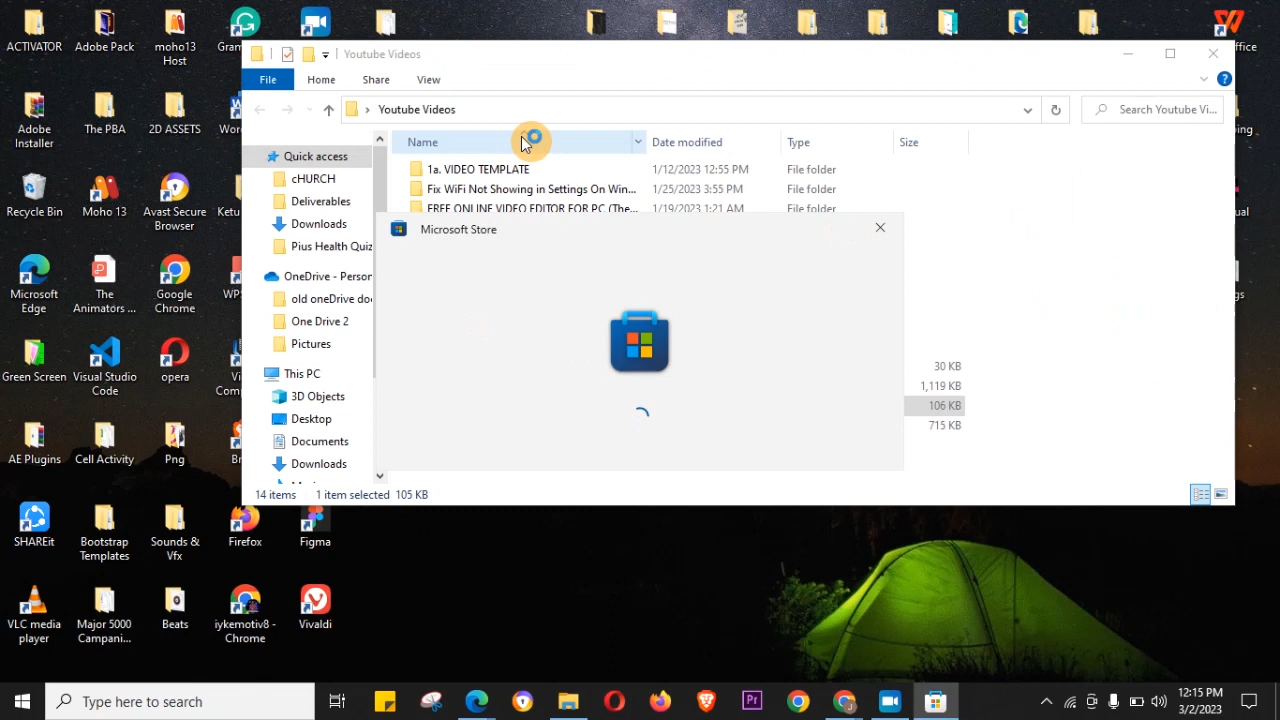 ACTIVATOR
Adobe Pack
moho13
Host
Gram
ffice
Adobe
Installer
The PBA
2D ASSETS
Wor
Recycle Bin
Moho 13
Avast Secure
Browser
Ketu
Microsoft
Edge
The
Animators ...
Google
Chrome
WPS
Green Screen
Visual Studio
Code
opera
Vi
Comp
AE Plugins
Cell Activity
Png
Br
SHAREit
Bootstrap
Templates
Sounds &
Vfx
Firefox
Figma
VLC media
player
Major 5000
Campani...
Beats
iykemotiv8 -
Chrome
Vivaldi
Youtube Videos
File
Home
Share
View
Youtube Videos
Search Youtube Vi...
Name
Date modified
Type
Size
Quick access
cHURCH
Deliverables
Downloads
Pius Health Quiz
OneDrive - Person
old oneDrive do
One Drive 2
Pictures
This PC
3D Objects
Desktop
Documents
Downloads
1a. VIDEO TEMPLATE 1/12/2023 12:55 PM File folder
Fix WiFi Not Showing in Settings On Win... 1/25/2023 3:55 PM File folder
FREE ONLINE VIDEO EDITOR FOR PC (The... 1/19/2023 1:21 AM File folder
Microsoft Store
30 KB
1,119 KB
106 KB
715 KB
14 items 1 item selected 105 KB
Type here to search
Pr
12:15 PM
3/2/2023